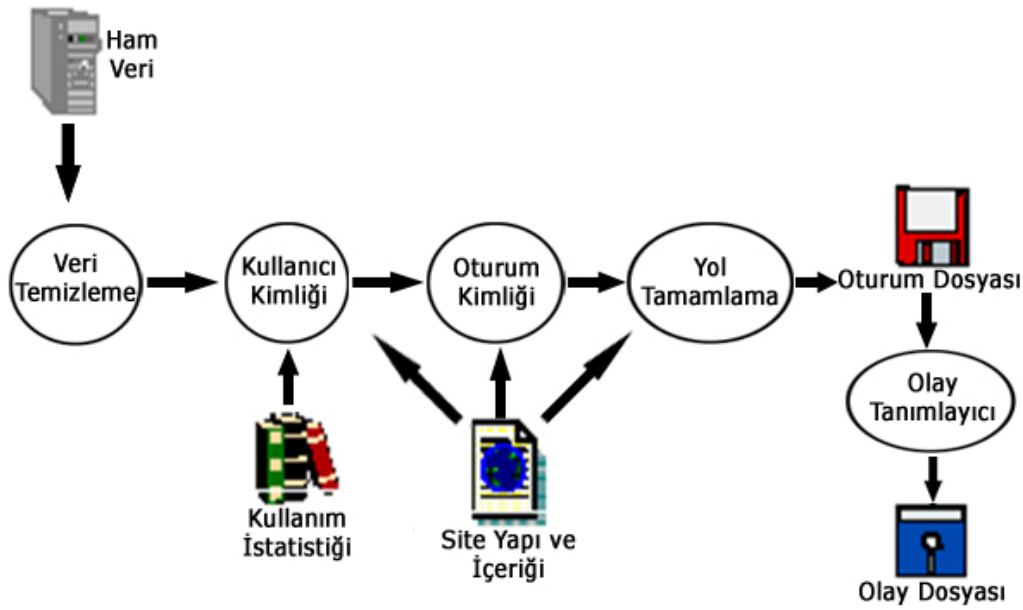 Ham
Veri
Veri
Temizleme
Kullanıcı
Kimliği
Oturum
Kimliği
Yol
Tamamlama
Oturum Dosyası
Olay
Tanımlayıcı
Kullanım
İstatistiği
Site Yapı ve
İçeriği
Olay Dosyası